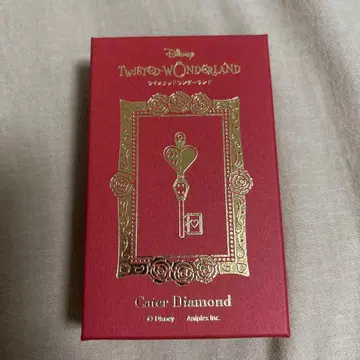 Disney
TWISTED-WONDERLAND
ツイステッドワンダーランド
Cater Diamond
© Disney Aniplex Inc.